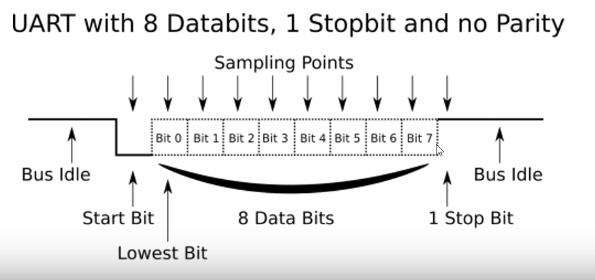 UART with 8 Databits, 1 Stopbit and no Parity
Sampling Points
Bit 0 Bit 1 Bit 2 Bit 3 Bit 4 Bit 5 Bit 6 Bit 7
Bus Idle
Bus Idle
Start Bit
8 Data Bits
1 Stop Bit
Lowest Bit